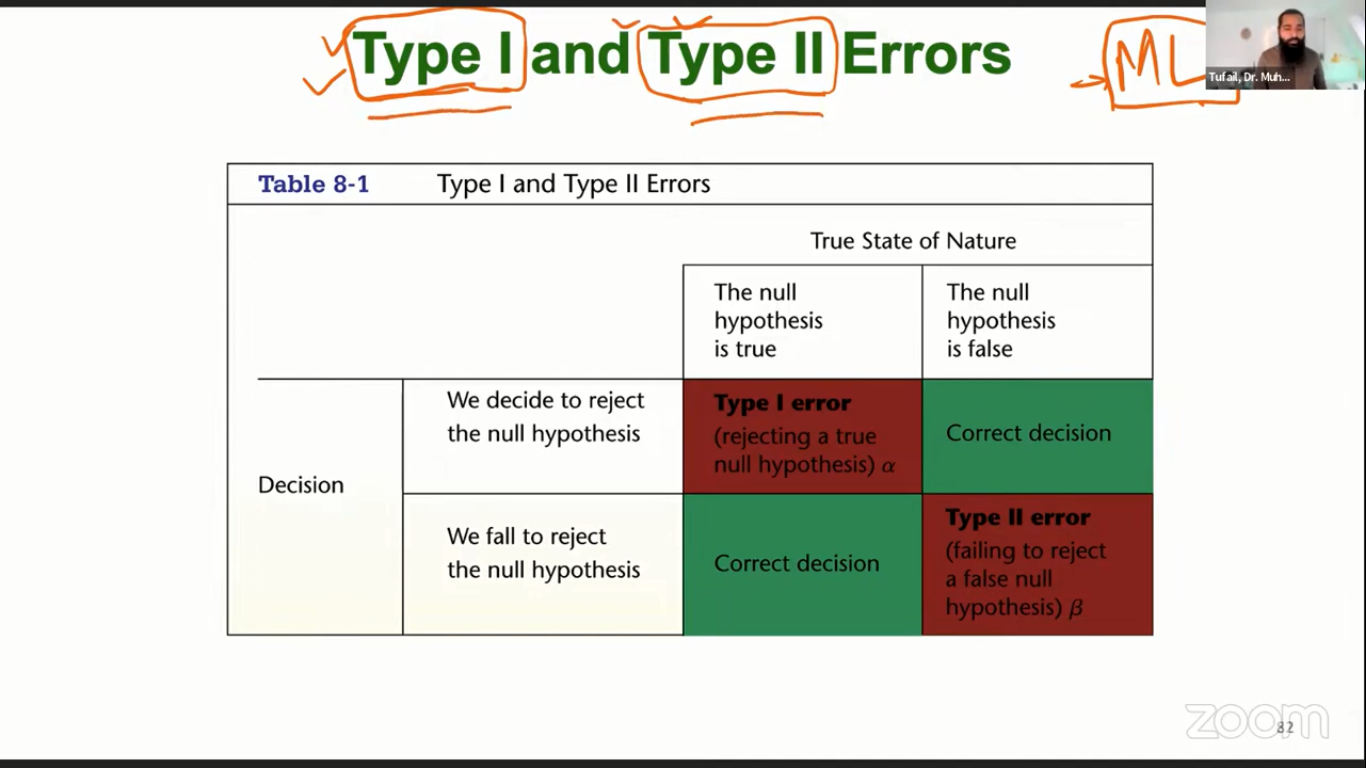 Type I and Type II Errors
ML
Tufail, Dr. Muh...
Table 8-1 Type I and Type II Errors
True State of Nature
The null
hypothesis
is true
The null
hypothesis
is false
Decision
We decide to reject
the null hypothesis
Type I error
(rejecting a true
null hypothesis) α
Correct decision
We fall to reject
the null hypothesis
Correct decision
Type II error
(failing to reject
a false null
hypothesis) β
zoom
82